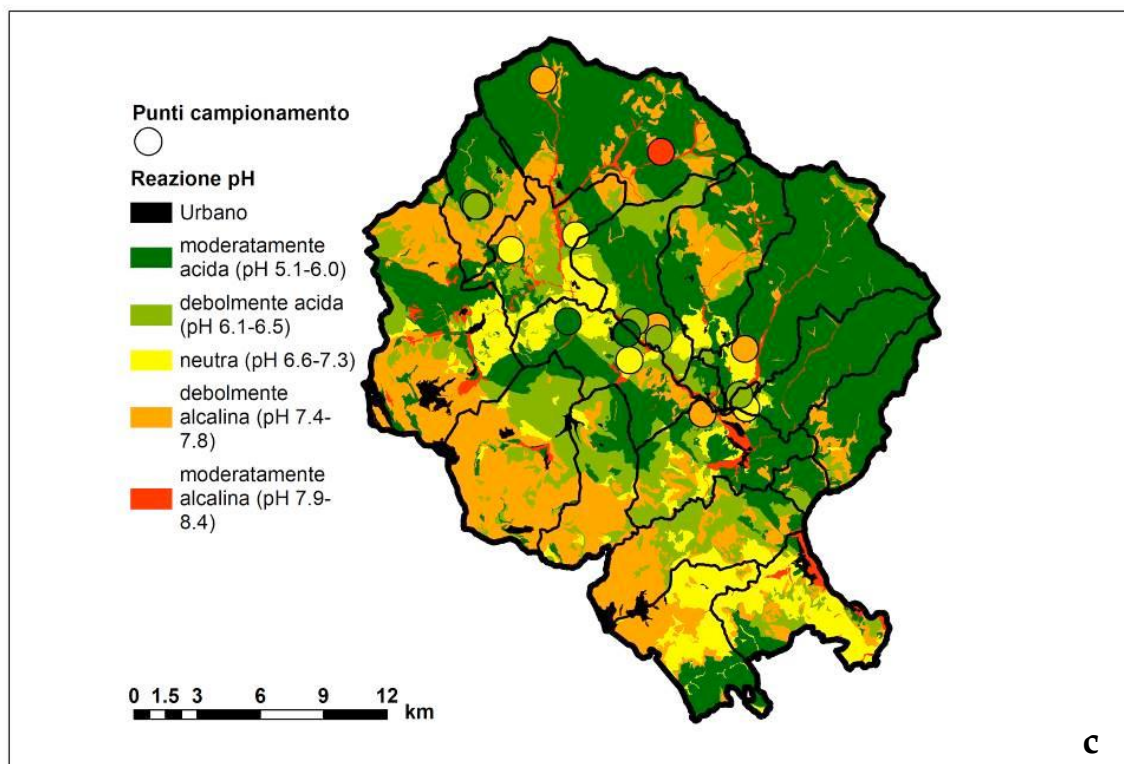 Punti campionamento
Reazione pH
Urbano
moderatamente
acida (pH 5.1-6.0)
debolmente acida
(pH 6.1-6.5)
neutra (pH 6.6-7.3)
debolmente
alcalina (pH 7.4-
7.8)
moderatamente
alcalina (pH 7.9-
8.4)
0 1.5 3 6 9 12
km
c